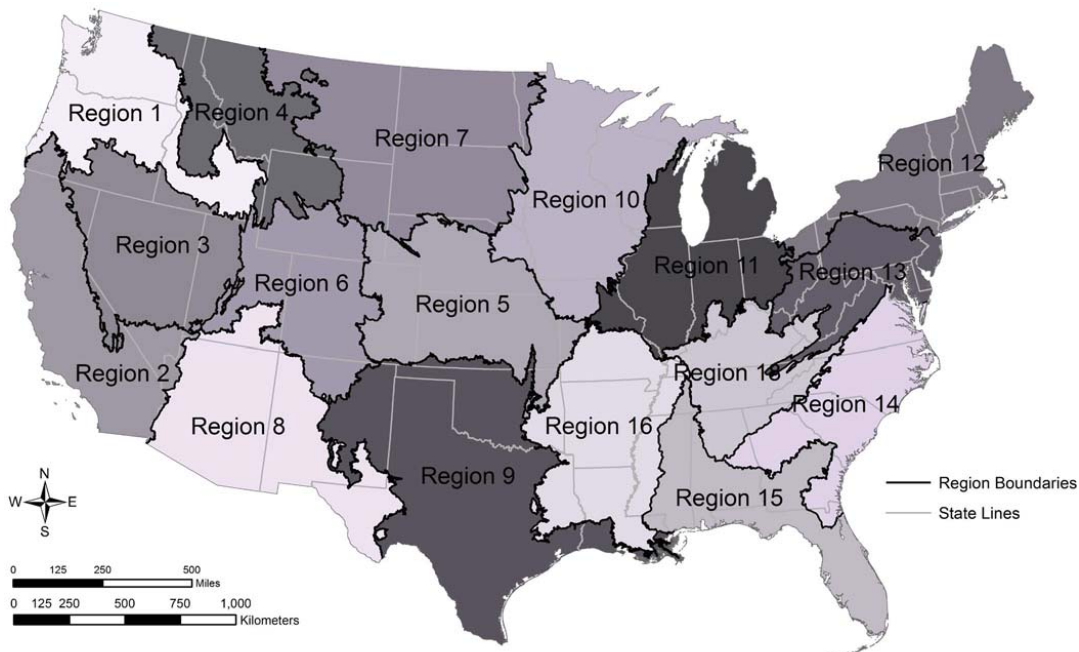 Region 1
Region 4
Region 7
Region 12
Region 10
Region 3
Region 11
Region 13
Region 6
Region 5
Region 2
Region 18
Region 14
Region 8
Region 16
Region 9
Region 15
N
W E
S
Region Boundaries
State Lines
0 125 250 500
Miles
0 125 250 500 750 1,000
Kilometers